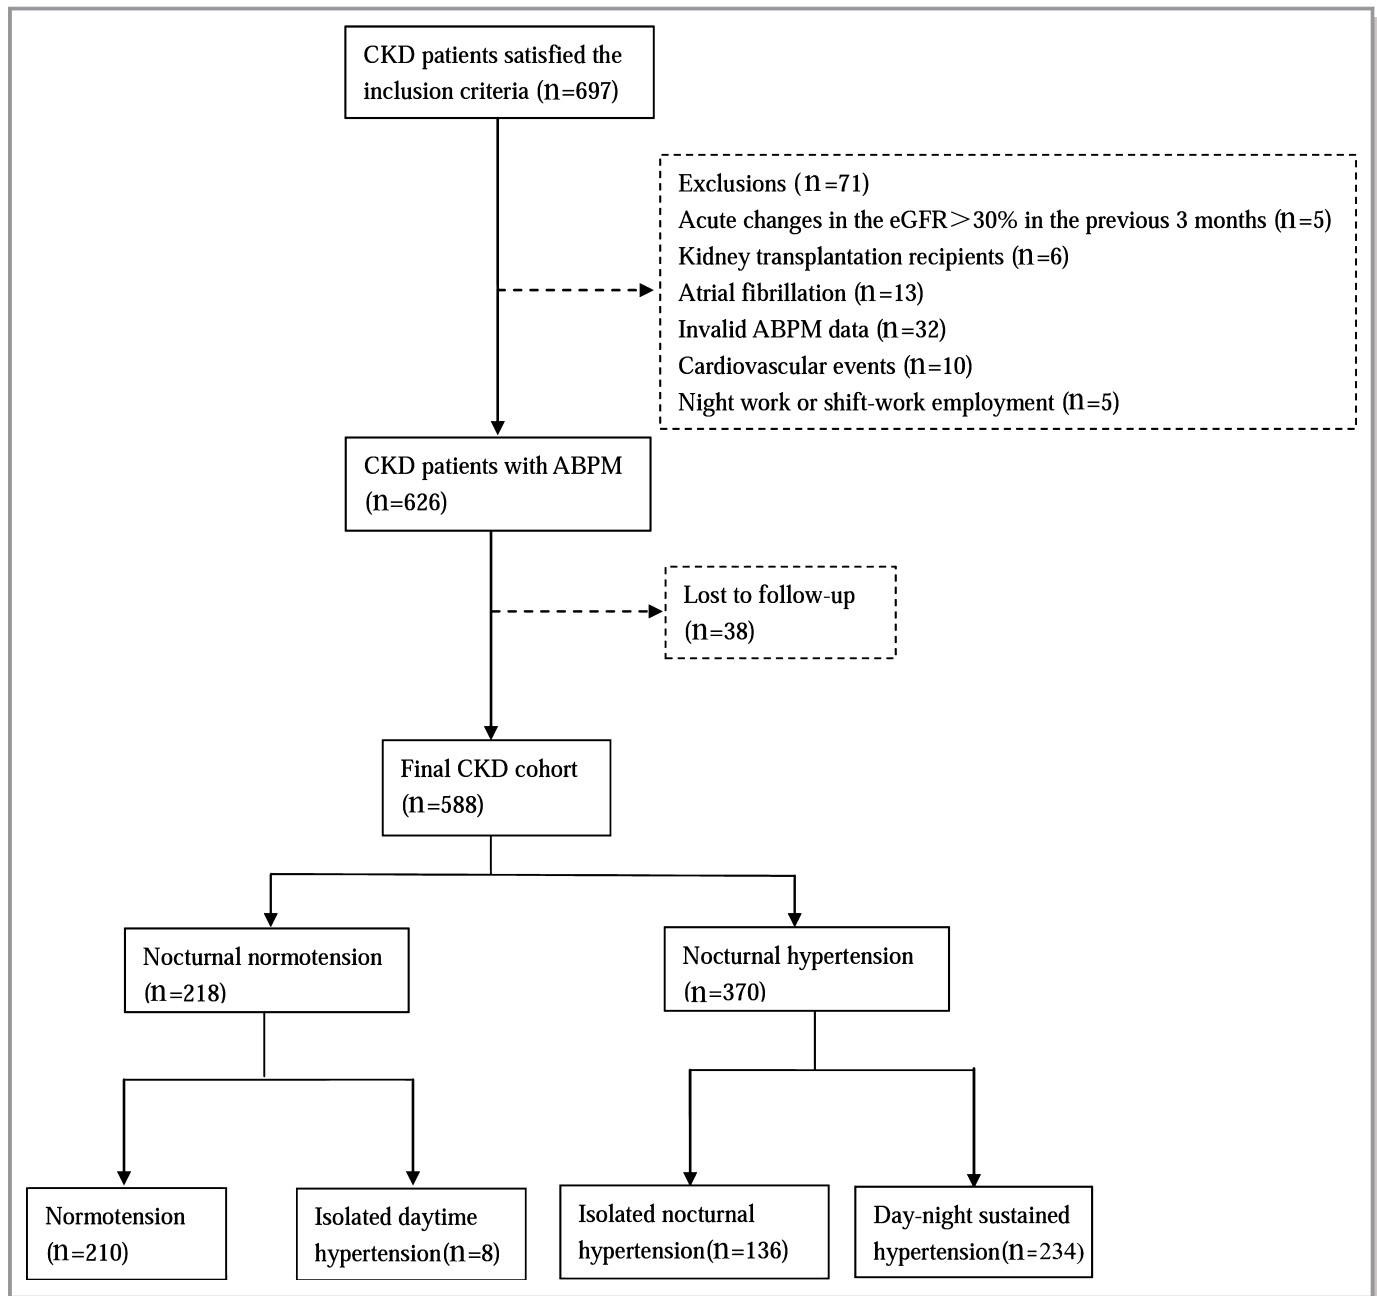 CKD patients satisfied the
inclusion criteria (n=697)
Exclusions (n=71)
Acute changes in the eGFR>30% in the previous 3 months (n=5)
Kidney transplantation recipients (n=6)
Atrial fibrillation (n=13)
Invalid ABPM data (n=32)
Cardiovascular events (n=10)
Night work or shift-work employment (n=5)
CKD patients with ABPM
(n=626)
Lost to follow-up
(n=38)
Final CKD cohort
(n=588)
Nocturnal normotension
(n=218)
Nocturnal hypertension
(n=370)
Normotension
(n=210)
Isolated daytime
hypertension(n=8)
Isolated nocturnal
hypertension(n=136)
Day-night sustained
hypertension(n=234)